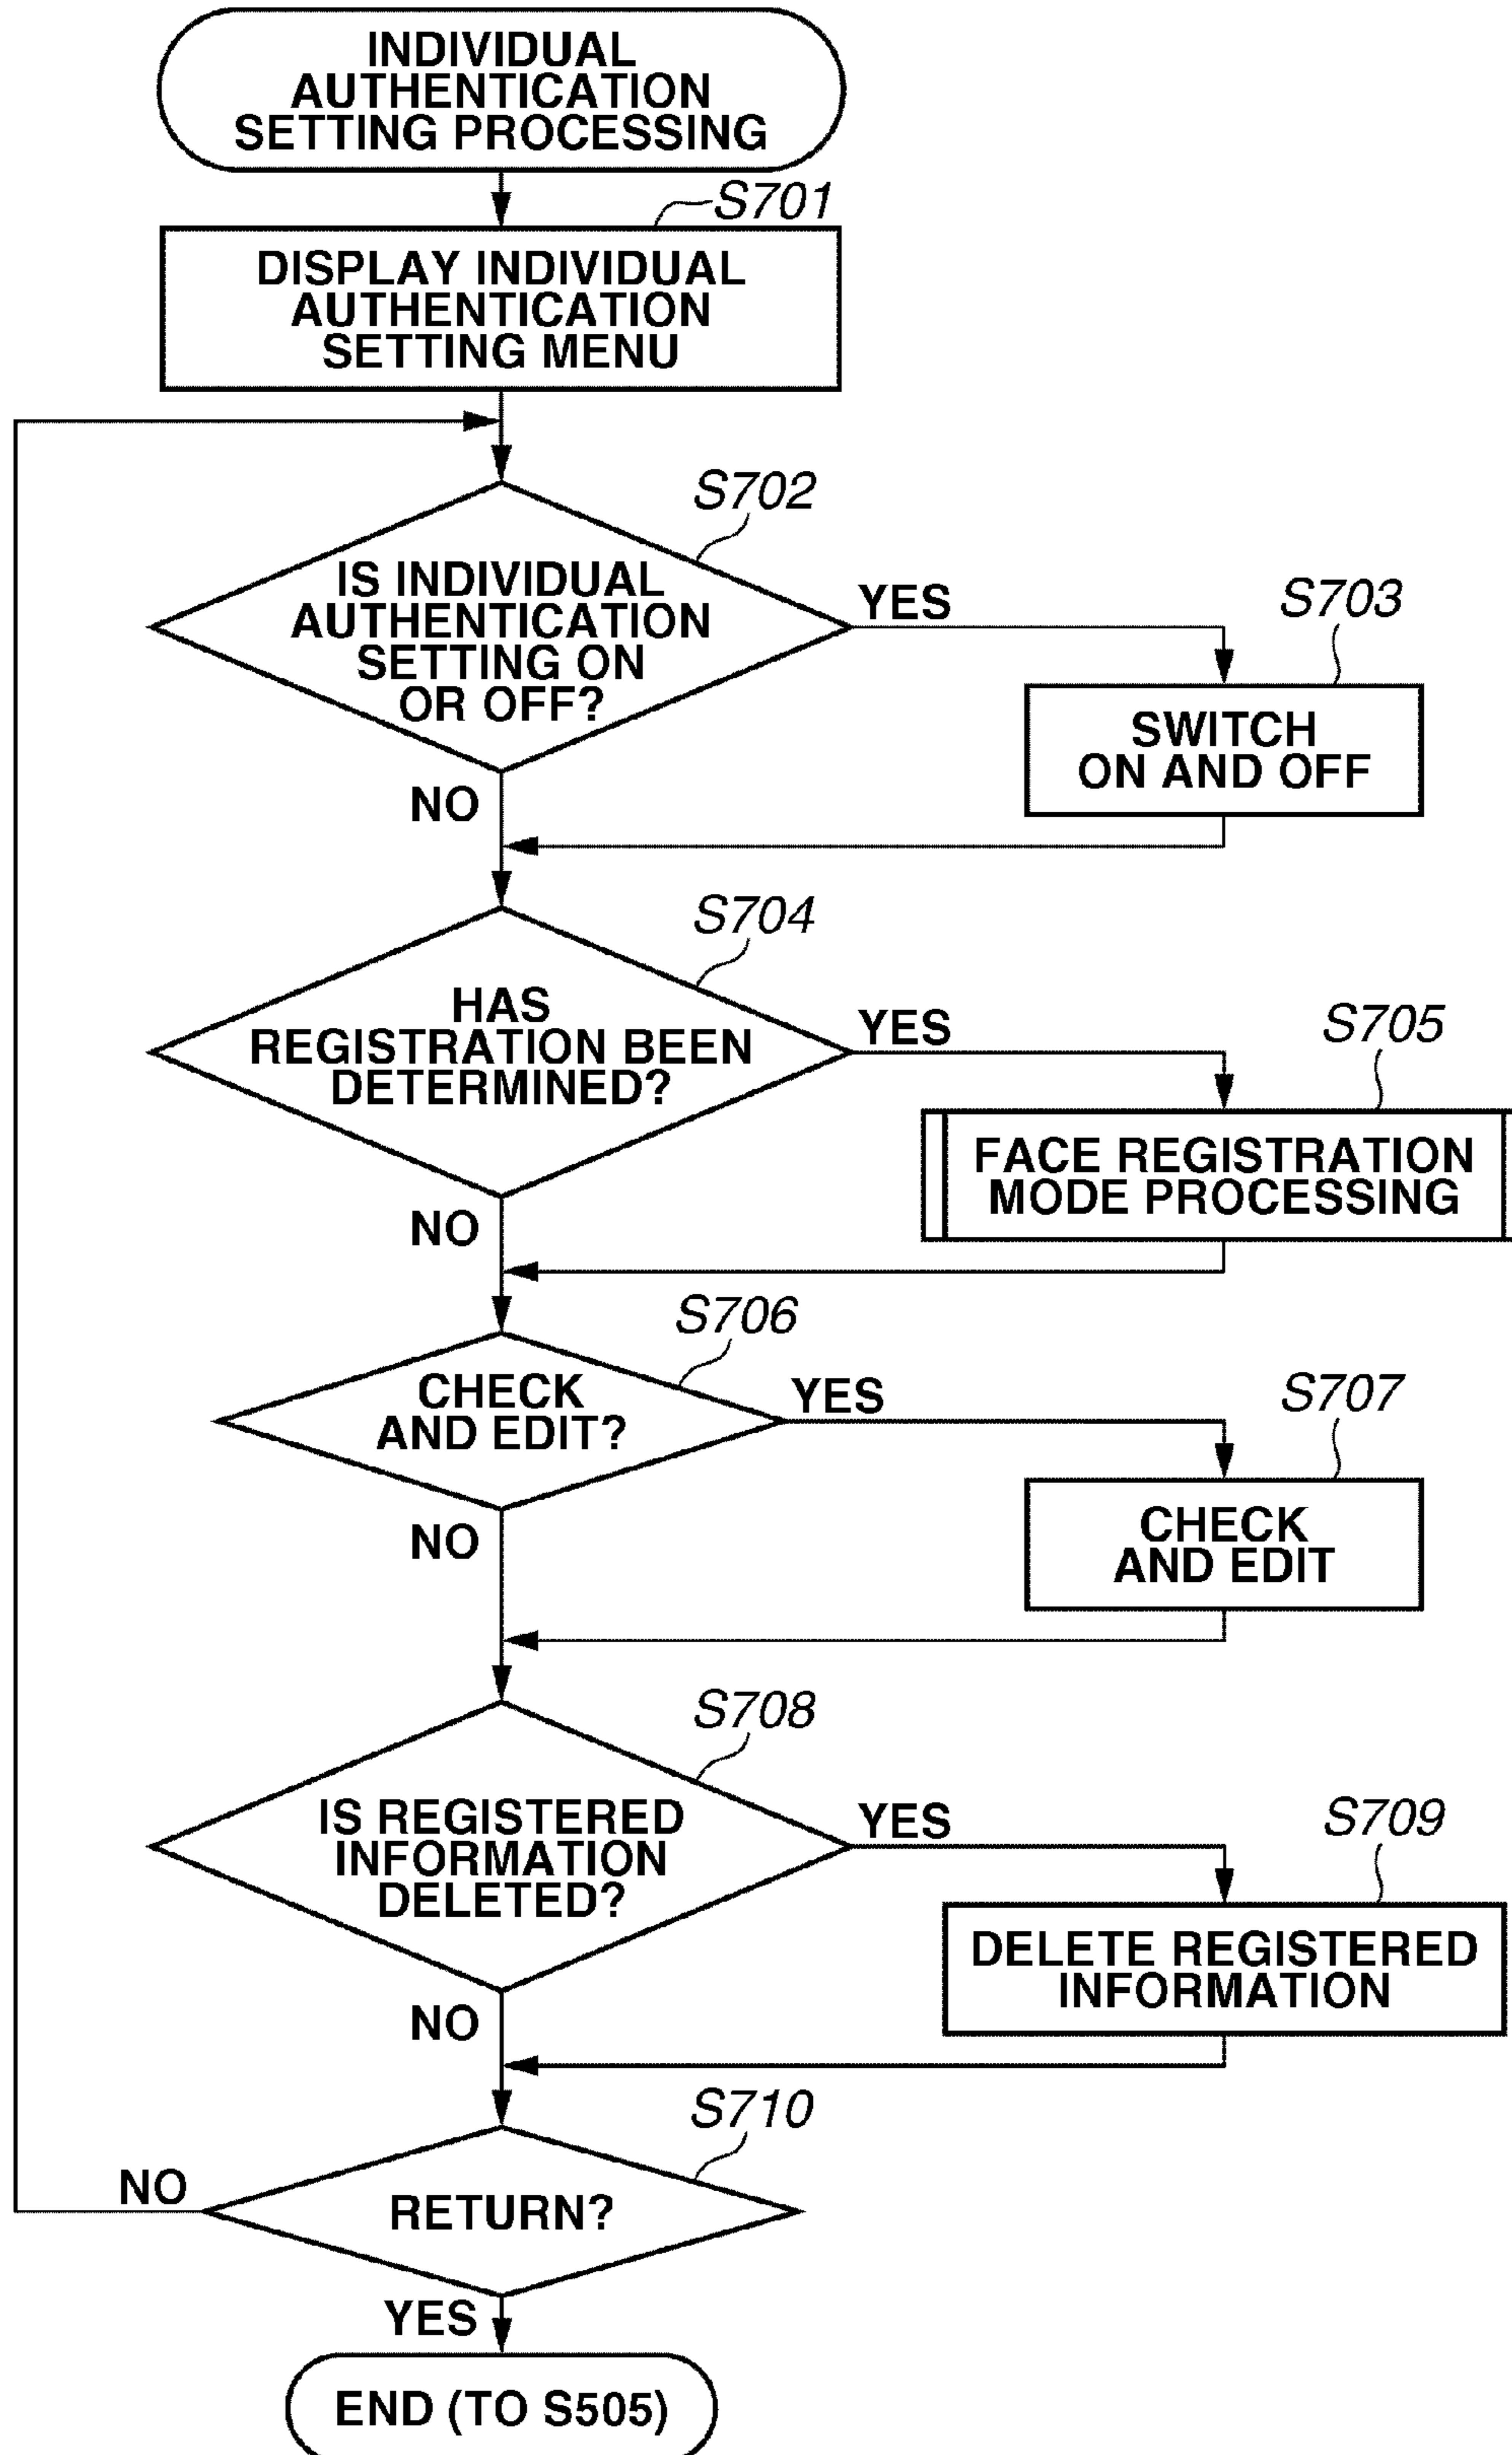 INDIVIDUAL
AUTHENTICATION
SETTING PROCESSING
S701
DISPLAY INDIVIDUAL
AUTHENTICATION
SETTING MENU
S702
IS INDIVIDUAL
AUTHENTICATION
SETTING ON
OR OFF?
YES
S703
SWITCH
ON AND OFF
NO
S704
HAS
REGISTRATION BEEN
DETERMINED?
YES
S705
FACE REGISTRATION
MODE PROCESSING
NO
S706
CHECK
AND EDIT?
YES
S707
CHECK
AND EDIT
NO
S708
IS REGISTERED
INFORMATION
DELETED?
YES
S709
DELETE REGISTERED
INFORMATION
NO
S710
RETURN?
NO
YES
END (TO S505)